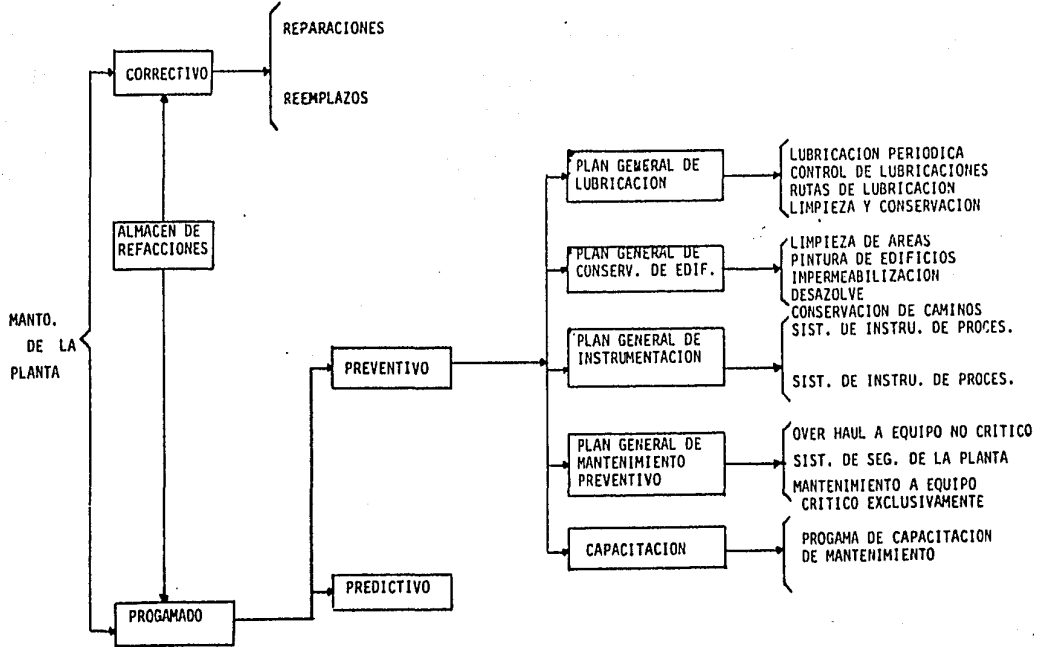 REPARACIONES
CORRECTIVO
REEMPLAZOS
ALMACEN DE
REFACCIONES
MANTO.
DE LA
PLANTA
PROGAMADO
PREVENTIVO
PREDICTIVO
PLAN GENERAL DE
LUBRICACION
LUBRICACION PERIODICA
CONTROL DE LUBRICACIONES
RUTAS DE LUBRICACION
LIMPIEZA Y CONSERVACION
PLAN GENERAL DE
CONSERV. DE EDIF.
LIMPIEZA DE AREAS
PINTURA DE EDIFICIOS
IMPERMEABILIZACION
DESAZOLVE
CONSERVACION DE CAMINOS
PLAN GENERAL DE
INSTRUMENTACION
SIST. DE INSTRU. DE PROCES.
SIST. DE INSTRU. DE PROCES.
PLAN GENERAL DE
MANTENIMIENTO
PREVENTIVO
OVER HAUL A EQUIPO NO CRITICO
SIST. DE SEG. DE LA PLANTA
MANTENIMIENTO A EQUIPO
CRITICO EXCLUSIVAMENTE
CAPACITACION
PROGAMA DE CAPACITACION
DE MANTENIMIENTO